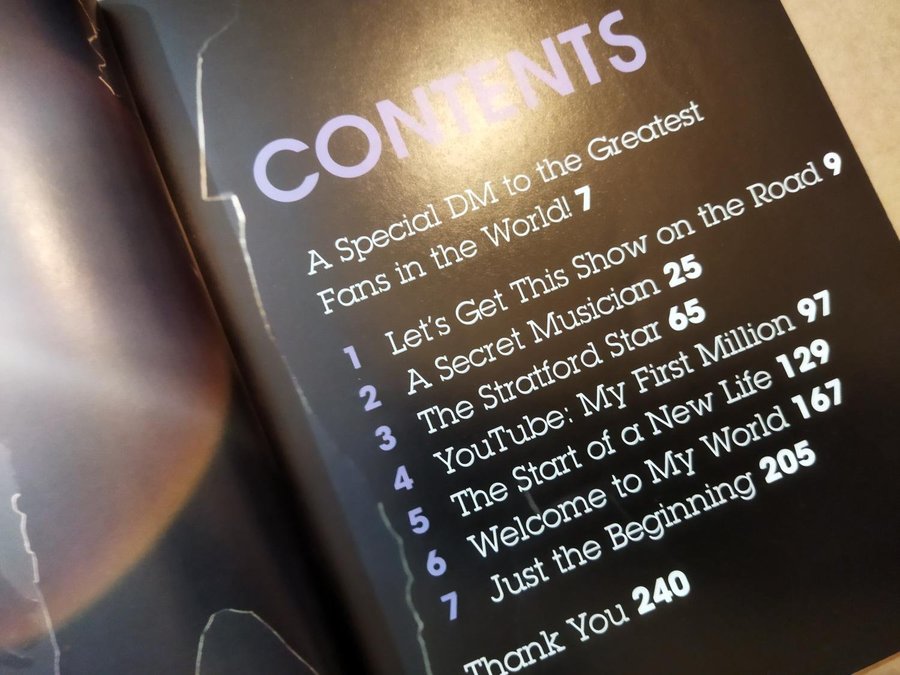 CONTENTS
A Special DM to the Greatest
Fans in the World! 7
1 Let's Get This Show on the Road 9
2 A Secret Musician 25
3 The Stratford Star 65
4 YouTube: My First Million 97
5 The Start of a New Life 129
6 Welcome to My World 167
7 Just the Beginning 205
Thank You 240